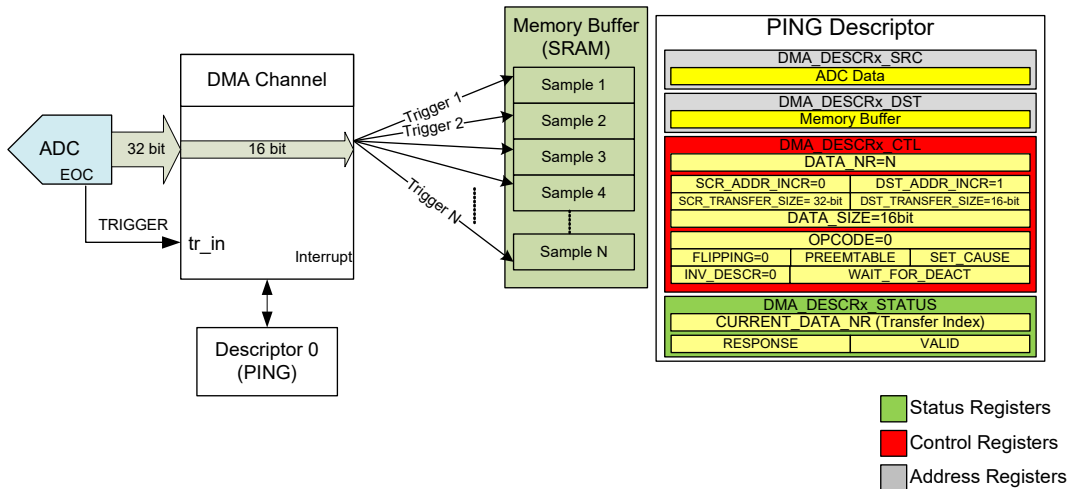 DMA Channel
ADC
EOC
32 bit
16 bit
TRIGGER
tr_in
Interrupt
Descriptor 0
(PING)
Trigger 1
Trigger 2
Trigger N
Memory Buffer
(SRAM)
Sample 1
Sample 2
Sample 3
Sample 4
Sample N
PING Descriptor
DMA_DESCRx_SRC
ADC Data
DMA_DESCRx_DST
Memory Buffer
DMA_DESCRx_CTL
DATA_NR=N
SCR_ADDR_INCR=0 DST_ADDR_INCR=1
SCR_TRANSFER_SIZE= 32-bit DST_TRANSFER_SIZE=16-bit
DATA_SIZE=16bit
OPCODE=0
FLIPPING=0 PREEMTABLE SET_CAUSE
INV_DESCR=0 WAIT_FOR_DEACT
DMA_DESCRx_STATUS
CURRENT_DATA_NR (Transfer Index)
RESPONSE VALID
Status Registers
Control Registers
Address Registers